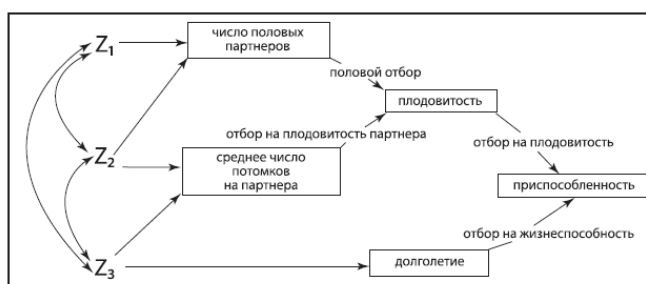 Z1
число половых
партнеров
половой отбор
плодовитость
отбор на плодовитость партнера
отбор на плодовитость
Z2
среднее число
потомков
на партнера
приспособленность
отбор на жизнеспособность
Z3
долголетие